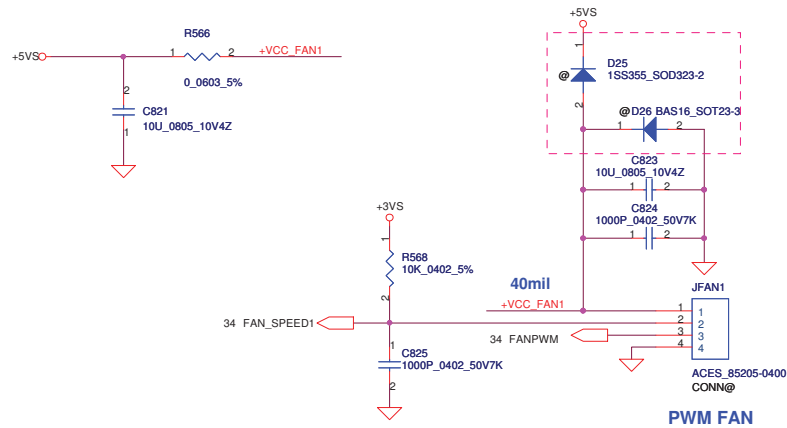 R566
+5VS
1
2
+VCC_FAN1
0_0603_5%
2
C821
10U_0805_10V4Z
1
+5VS
1
D25
@
1SS355_SOD323-2
2
@D26 BAS16_SOT23-3
1
2
C823
10U_0805_10V4Z
1
2
C824
1000P_0402_50V7K
1
2
+3VS
1
R568
10K_0402_5%
2
40mil
+VCC_FAN1
JFAN1
1
1
2
2
3
3
4
4
34 FAN_SPEED1
34 FANPWM
1
C825
1000P_0402_50V7K
2
ACES_85205-0400
CONN@
PWM FAN